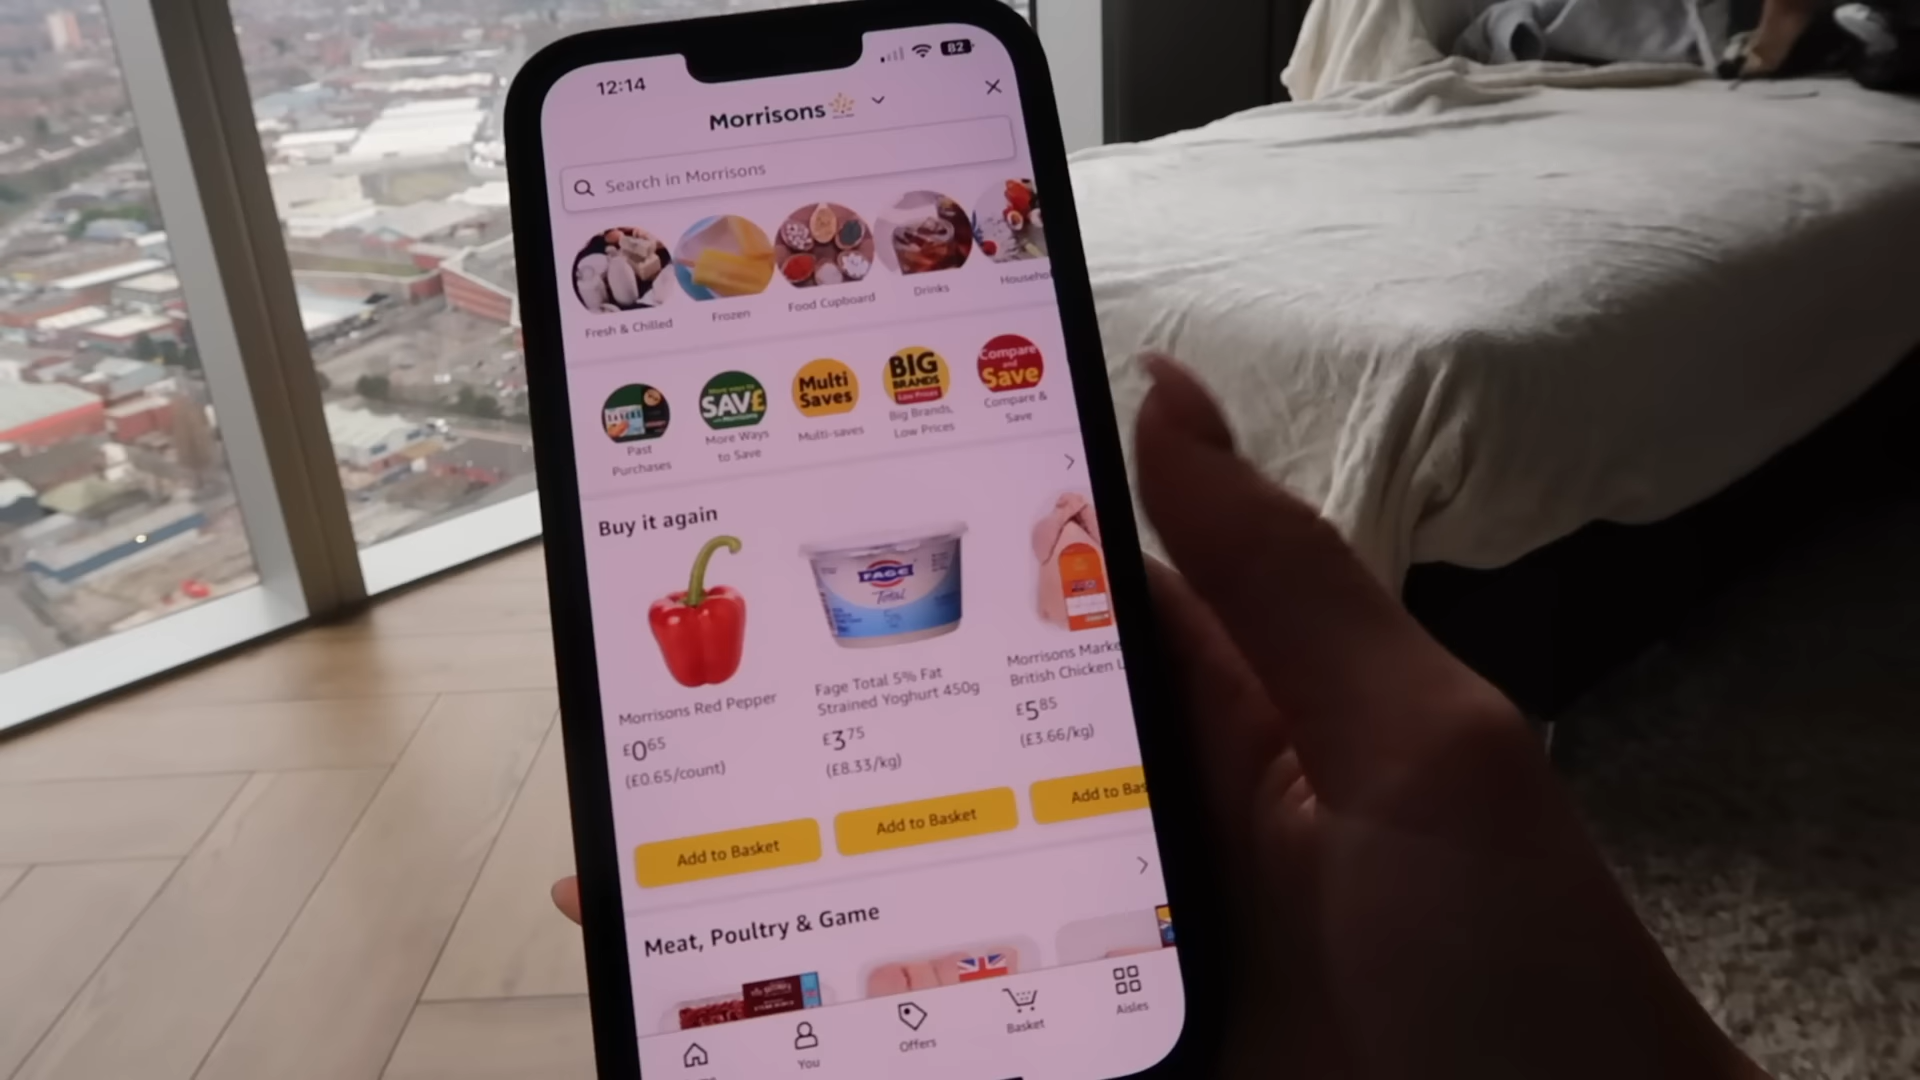 12:14
82
Morrisons
Search in Morrisons
Fresh & Chilled
Frozen
Food Cupboard
Drinks
Househo
SAVE
Multi
Saves
BIG
BRANDS
Low Prices
Compare
and
Save
Past
Purchases
More Ways
to Save
Multi-saves
Big Brands,
Low Prices
Compare &
Save
Buy it again
FAGE
Total
5%
Morrisons Red Pepper
£0.65
(£0.65/count)
Fage Total 5% Fat
Strained Yoghurt 450g
£3.75
(£8.33/kg)
Morrisons Marke
British Chicken L
£5.85
(£3.66/kg)
Add to Basket
Add to Basket
Add to Bas
Meat, Poultry & Game
You
Offers
Basket
Aisles